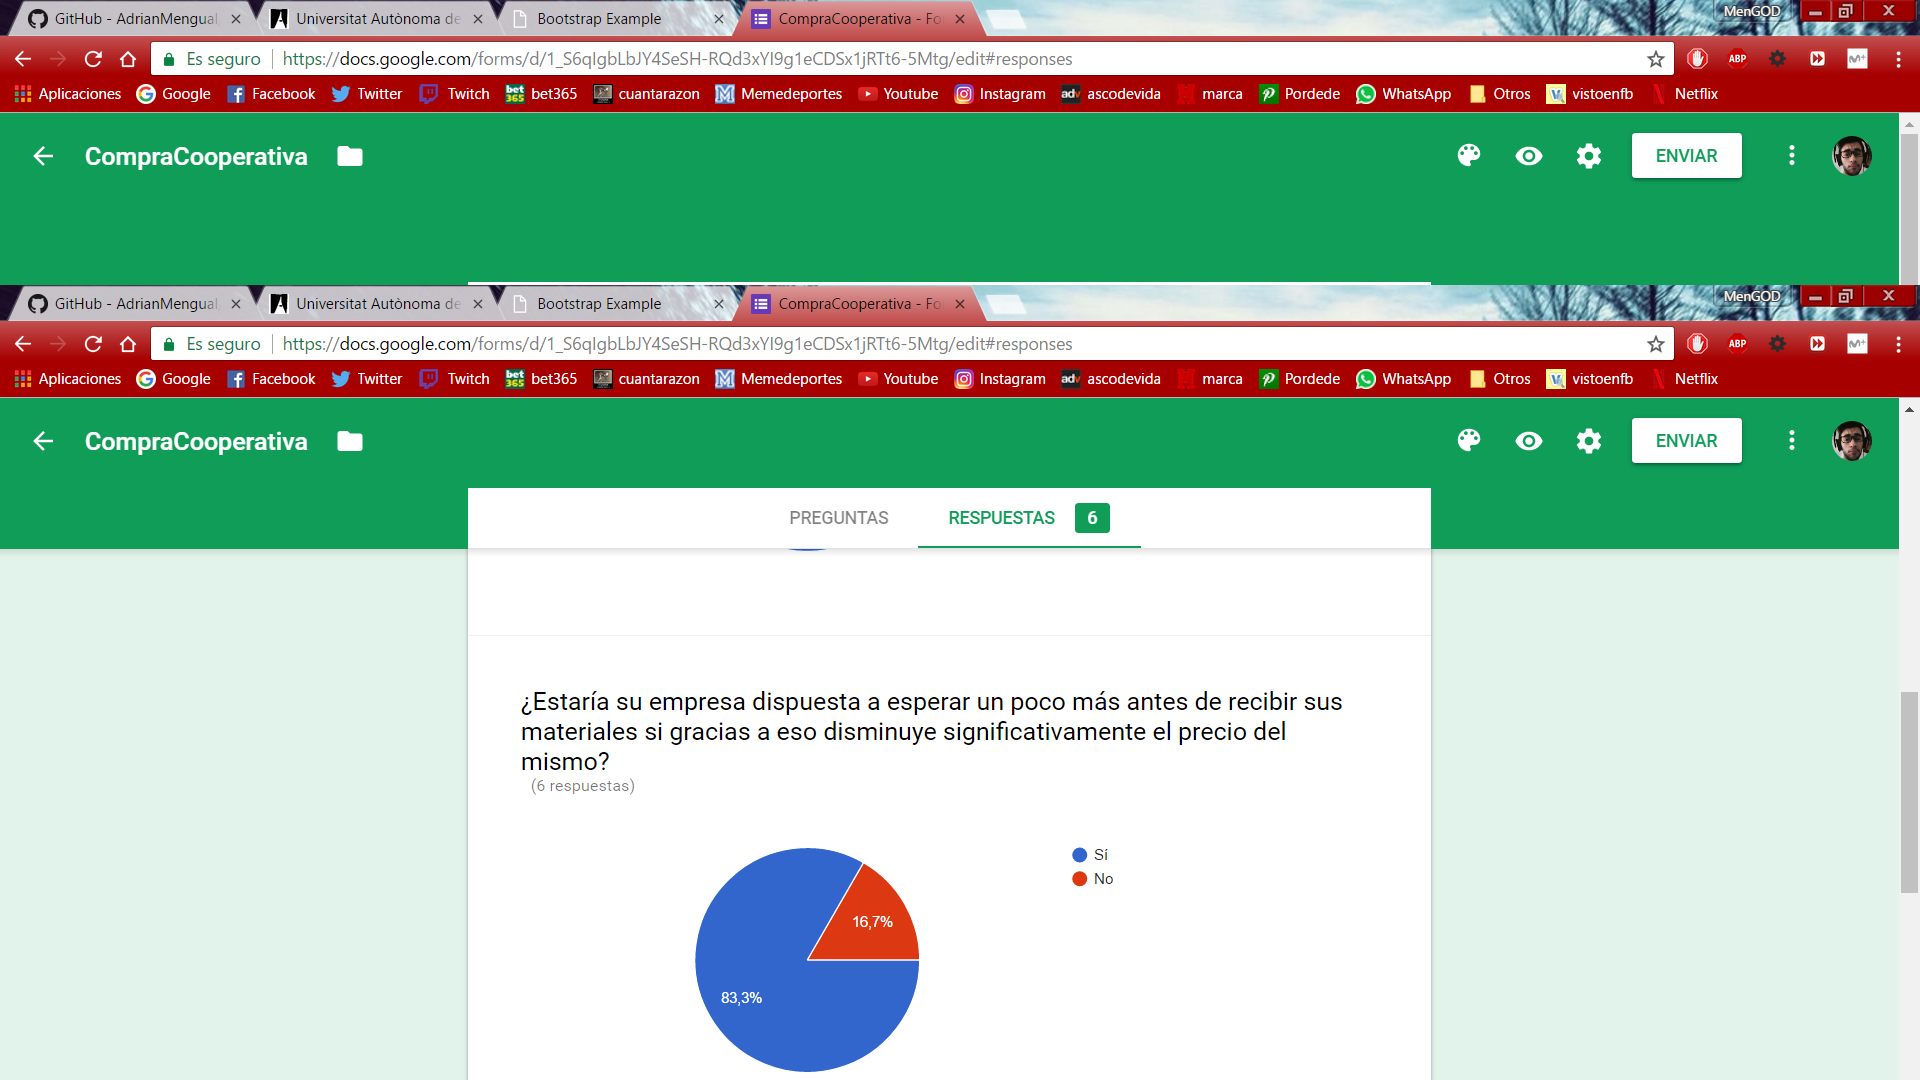 GitHub - AdrianMengual
Universitat Autònoma de
Bootstrap Example
CompraCooperativa - Fo
MenGOD
Es seguro
https://docs.google.com/forms/d/1_S6qIgbLbJY4SeSH-RQd3xYI9g1eCDSx1jRTt6-5Mtg/edit#responses
ABP
Aplicaciones Google Facebook Twitter Twitch bet365 cuantarazon Memedeportes Youtube Instagram ascodevida marca Pordede WhatsApp Otros vistoenfb Netflix
CompraCooperativa
ENVIAR
GitHub - AdrianMengual
Universitat Autònoma de
Bootstrap Example
CompraCooperativa - Fo
MenGOD
Es seguro
https://docs.google.com/forms/d/1_S6qIgbLbJY4SeSH-RQd3xYI9g1eCDSx1jRTt6-5Mtg/edit#responses
ABP
Aplicaciones Google Facebook Twitter Twitch bet365 cuantarazon Memedeportes Youtube Instagram ascodevida marca Pordede WhatsApp Otros vistoenfb Netflix
CompraCooperativa
ENVIAR
PREGUNTAS
RESPUESTAS 6
¿Estaría su empresa dispuesta a esperar un poco más antes de recibir sus
materiales si gracias a eso disminuye significativamente el precio del
mismo?
(6 respuestas)
Sí
No
16,7%
83,3%